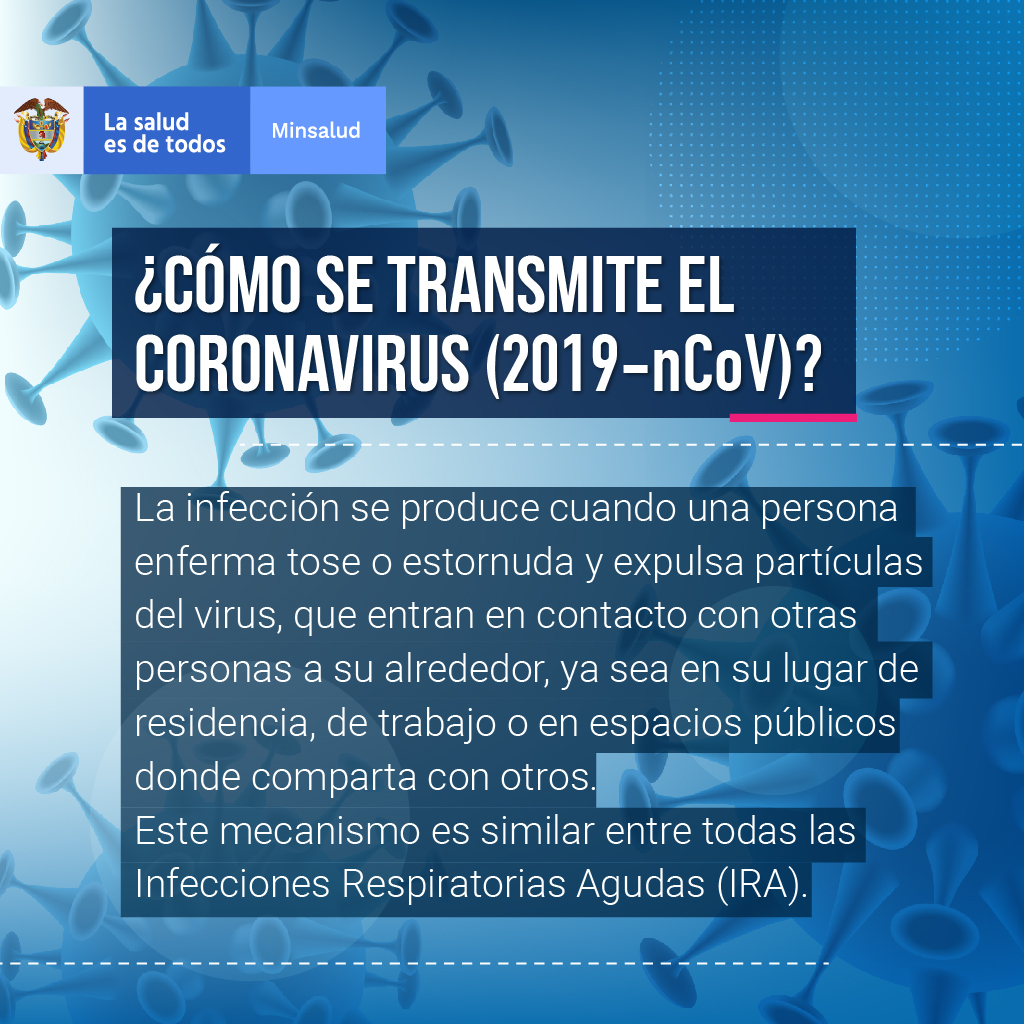 La salud
es de todos
Minsalud
¿CÓMO SE TRANSMITE EL
CORONAVIRUS (2019-nCoV)?
La infección se produce cuando una persona
enferma tose o estornuda y expulsa partículas
del virus, que entran en contacto con otras
personas a su alrededor, ya sea en su lugar de
residencia, de trabajo o en espacios públicos
donde comparta con otros.
Este mecanismo es similar entre todas las
Infecciones Respiratorias Agudas (IRA).